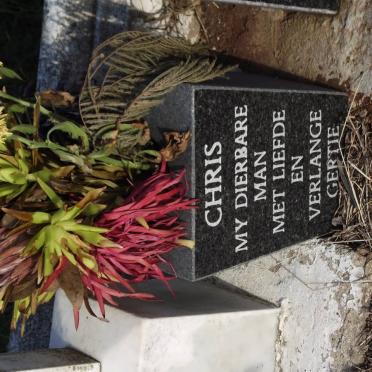 CHRIS
MY DIERBARE
MAN
MET LIEFDE
EN
VERLANGE
GERTIE